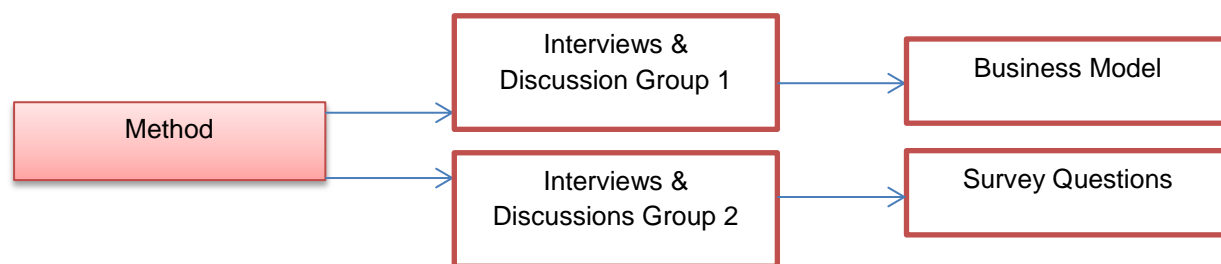 Method
Interviews &
Discussion Group 1
Business Model
Interviews &
Discussions Group 2
Survey Questions